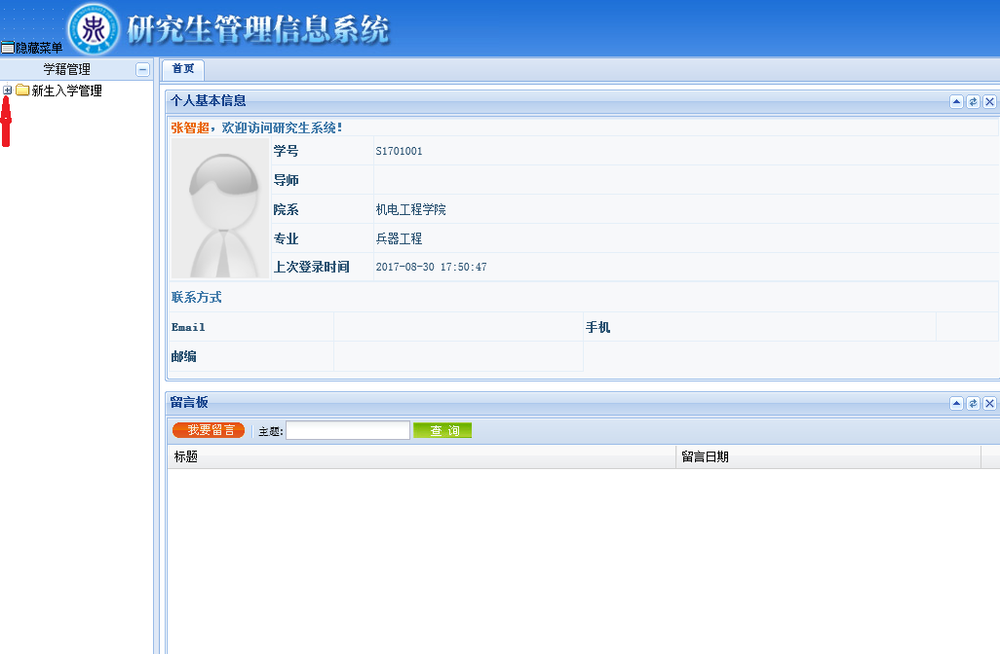 研究生管理信息系统
隐藏菜单
学籍管理
首页
新生入学管理
个人基本信息
张智超，欢迎访问研究生系统！
学号 S1701001
导师
院系 机电工程学院
专业 兵器工程
上次登录时间 2017-08-30 17:50:47
联系方式
Email 手机
邮编
留言板
我要留言 主题: 查 询
标题 留言日期